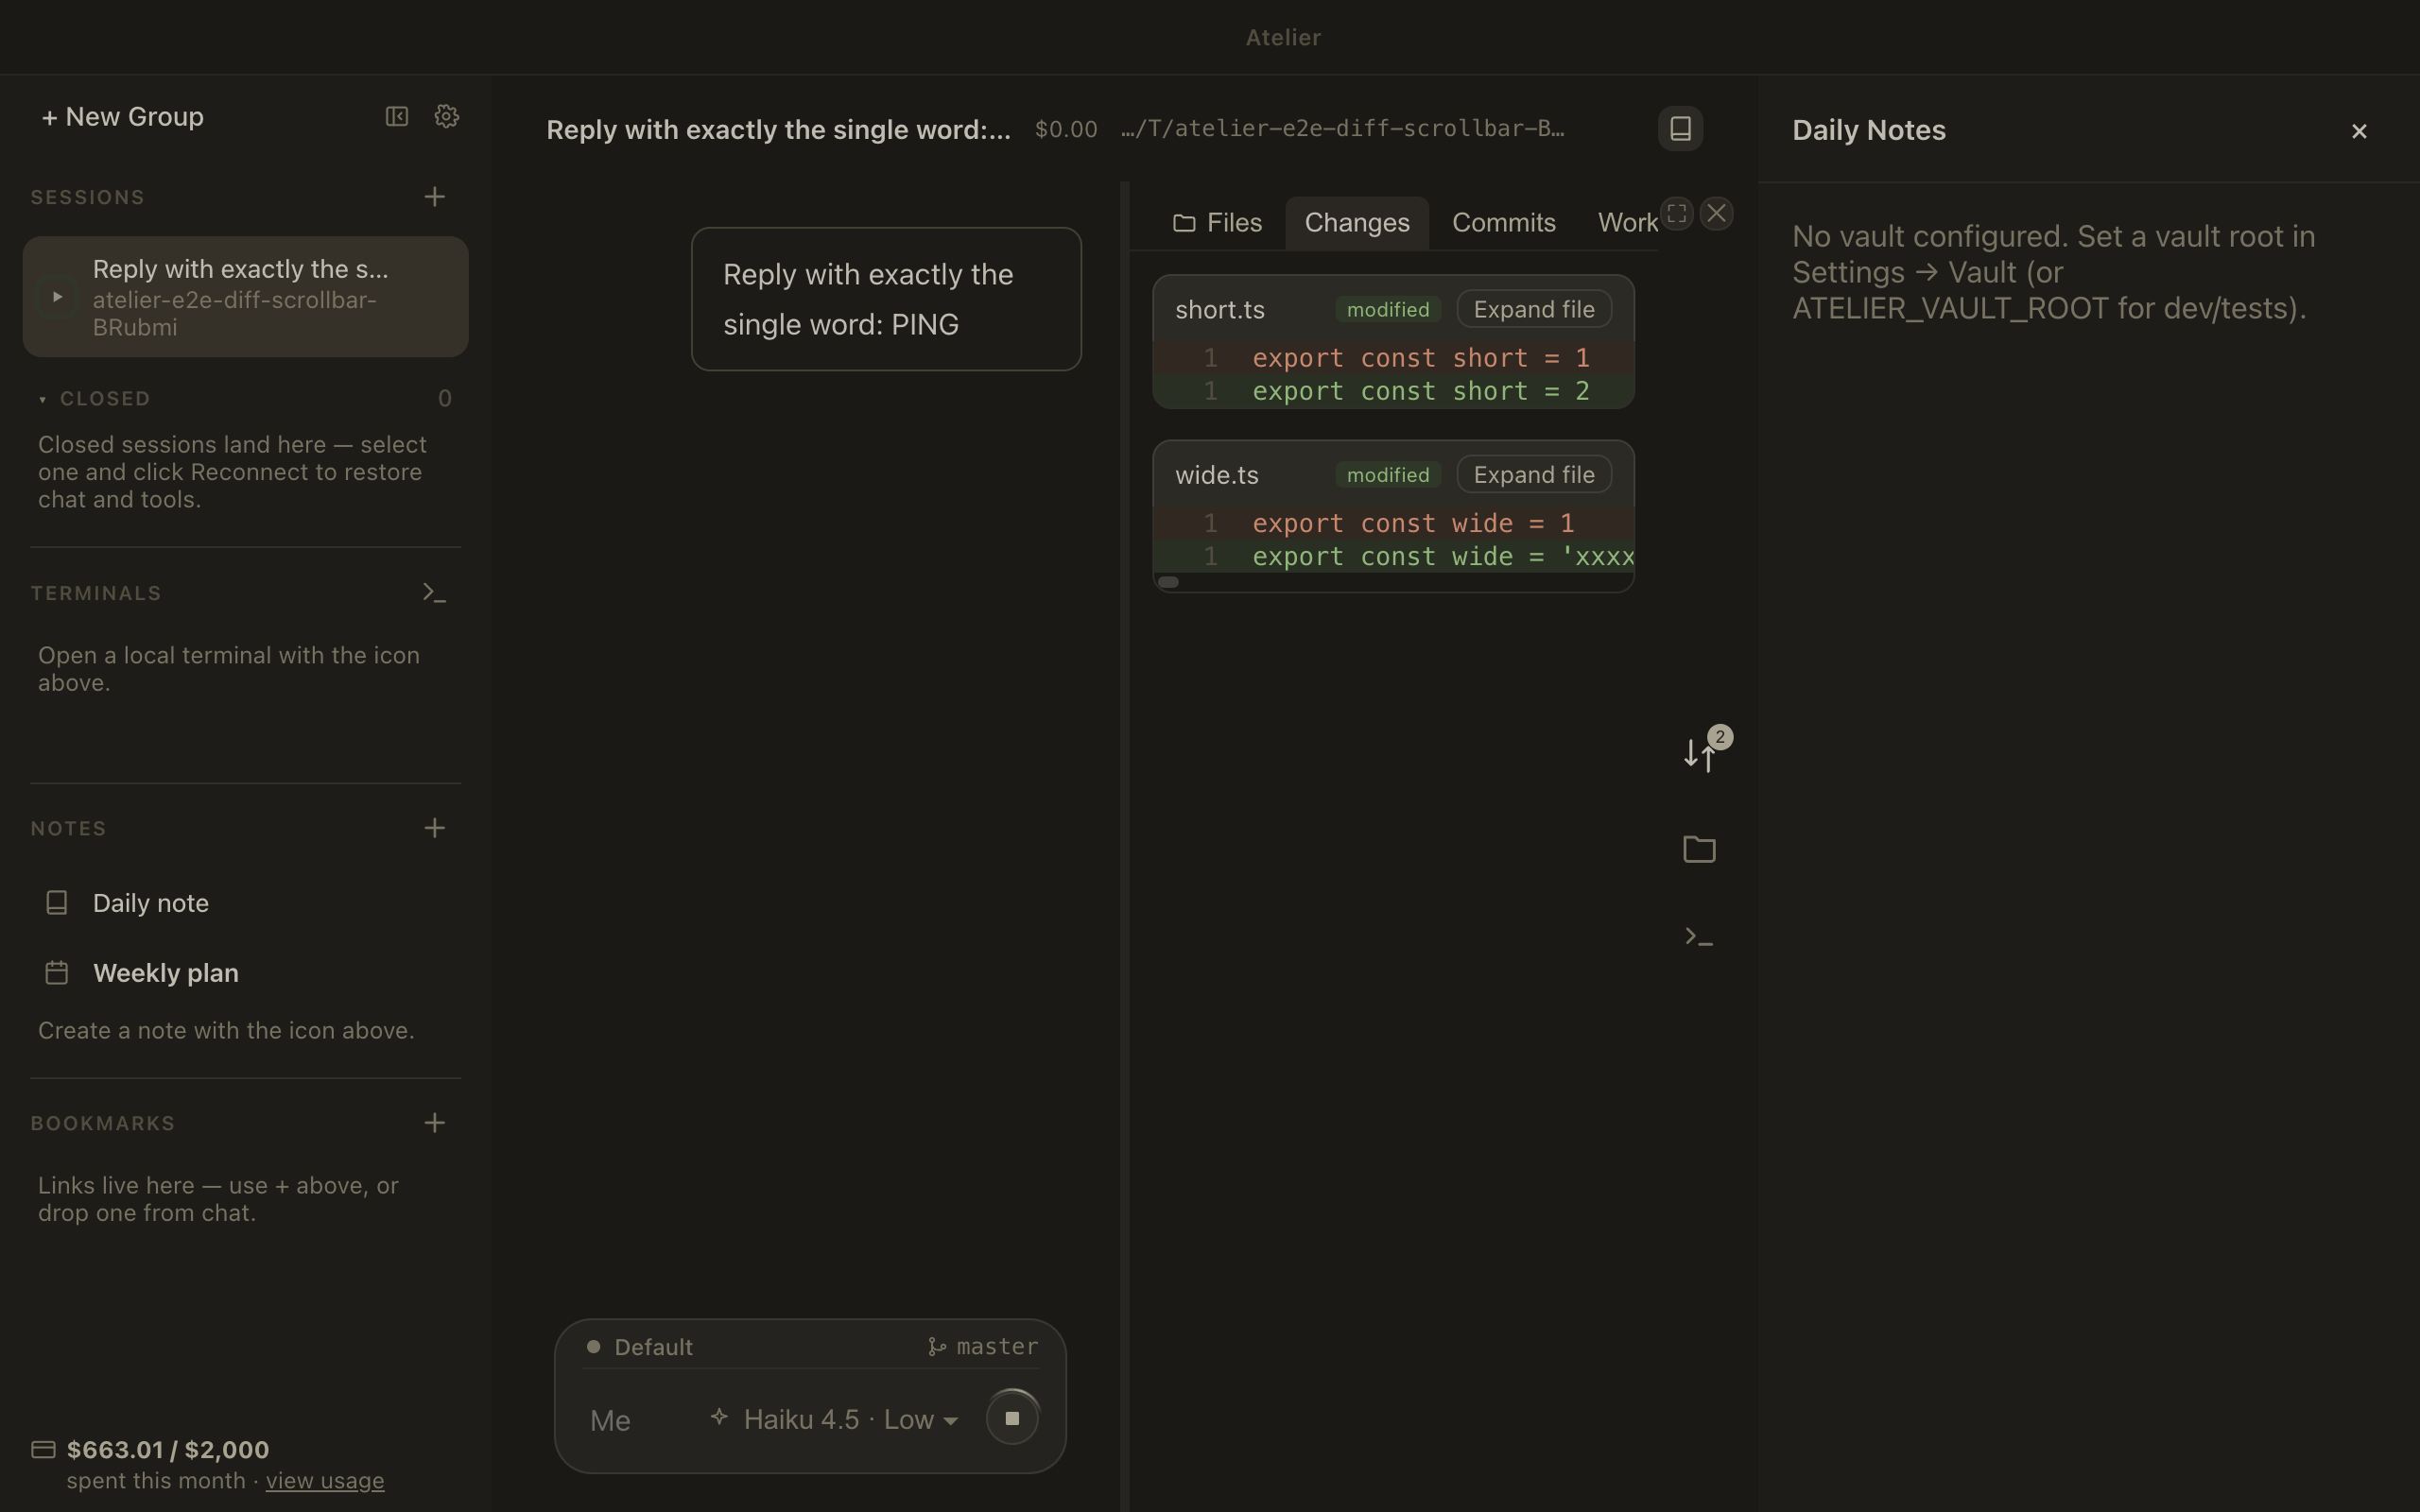 Atelier
+ New Group
SESSIONS
Reply with exactly the s...
atelier-e2e-diff-scrollbar-
BRubmi
CLOSED 0
Closed sessions land here — select
one and click Reconnect to restore
chat and tools.
TERMINALS
Open a local terminal with the icon
above.
NOTES
Daily note
Weekly plan
Create a note with the icon above.
BOOKMARKS
Links live here — use + above, or
drop one from chat.
$663.01 / $2,000
spent this month · view usage
Reply with exactly the single word:... $0.00 …/T/atelier-e2e-diff-scrollbar-B…
Reply with exactly the
single word: PING
Default master
Me Haiku 4.5 · Low
Files Changes Commits Work
short.ts modified Expand file
1 export const short = 1
1 export const short = 2
wide.ts modified Expand file
1 export const wide = 1
1 export const wide = 'xxxx
2
Daily Notes
No vault configured. Set a vault root in
Settings → Vault (or
ATELIER_VAULT_ROOT for dev/tests).